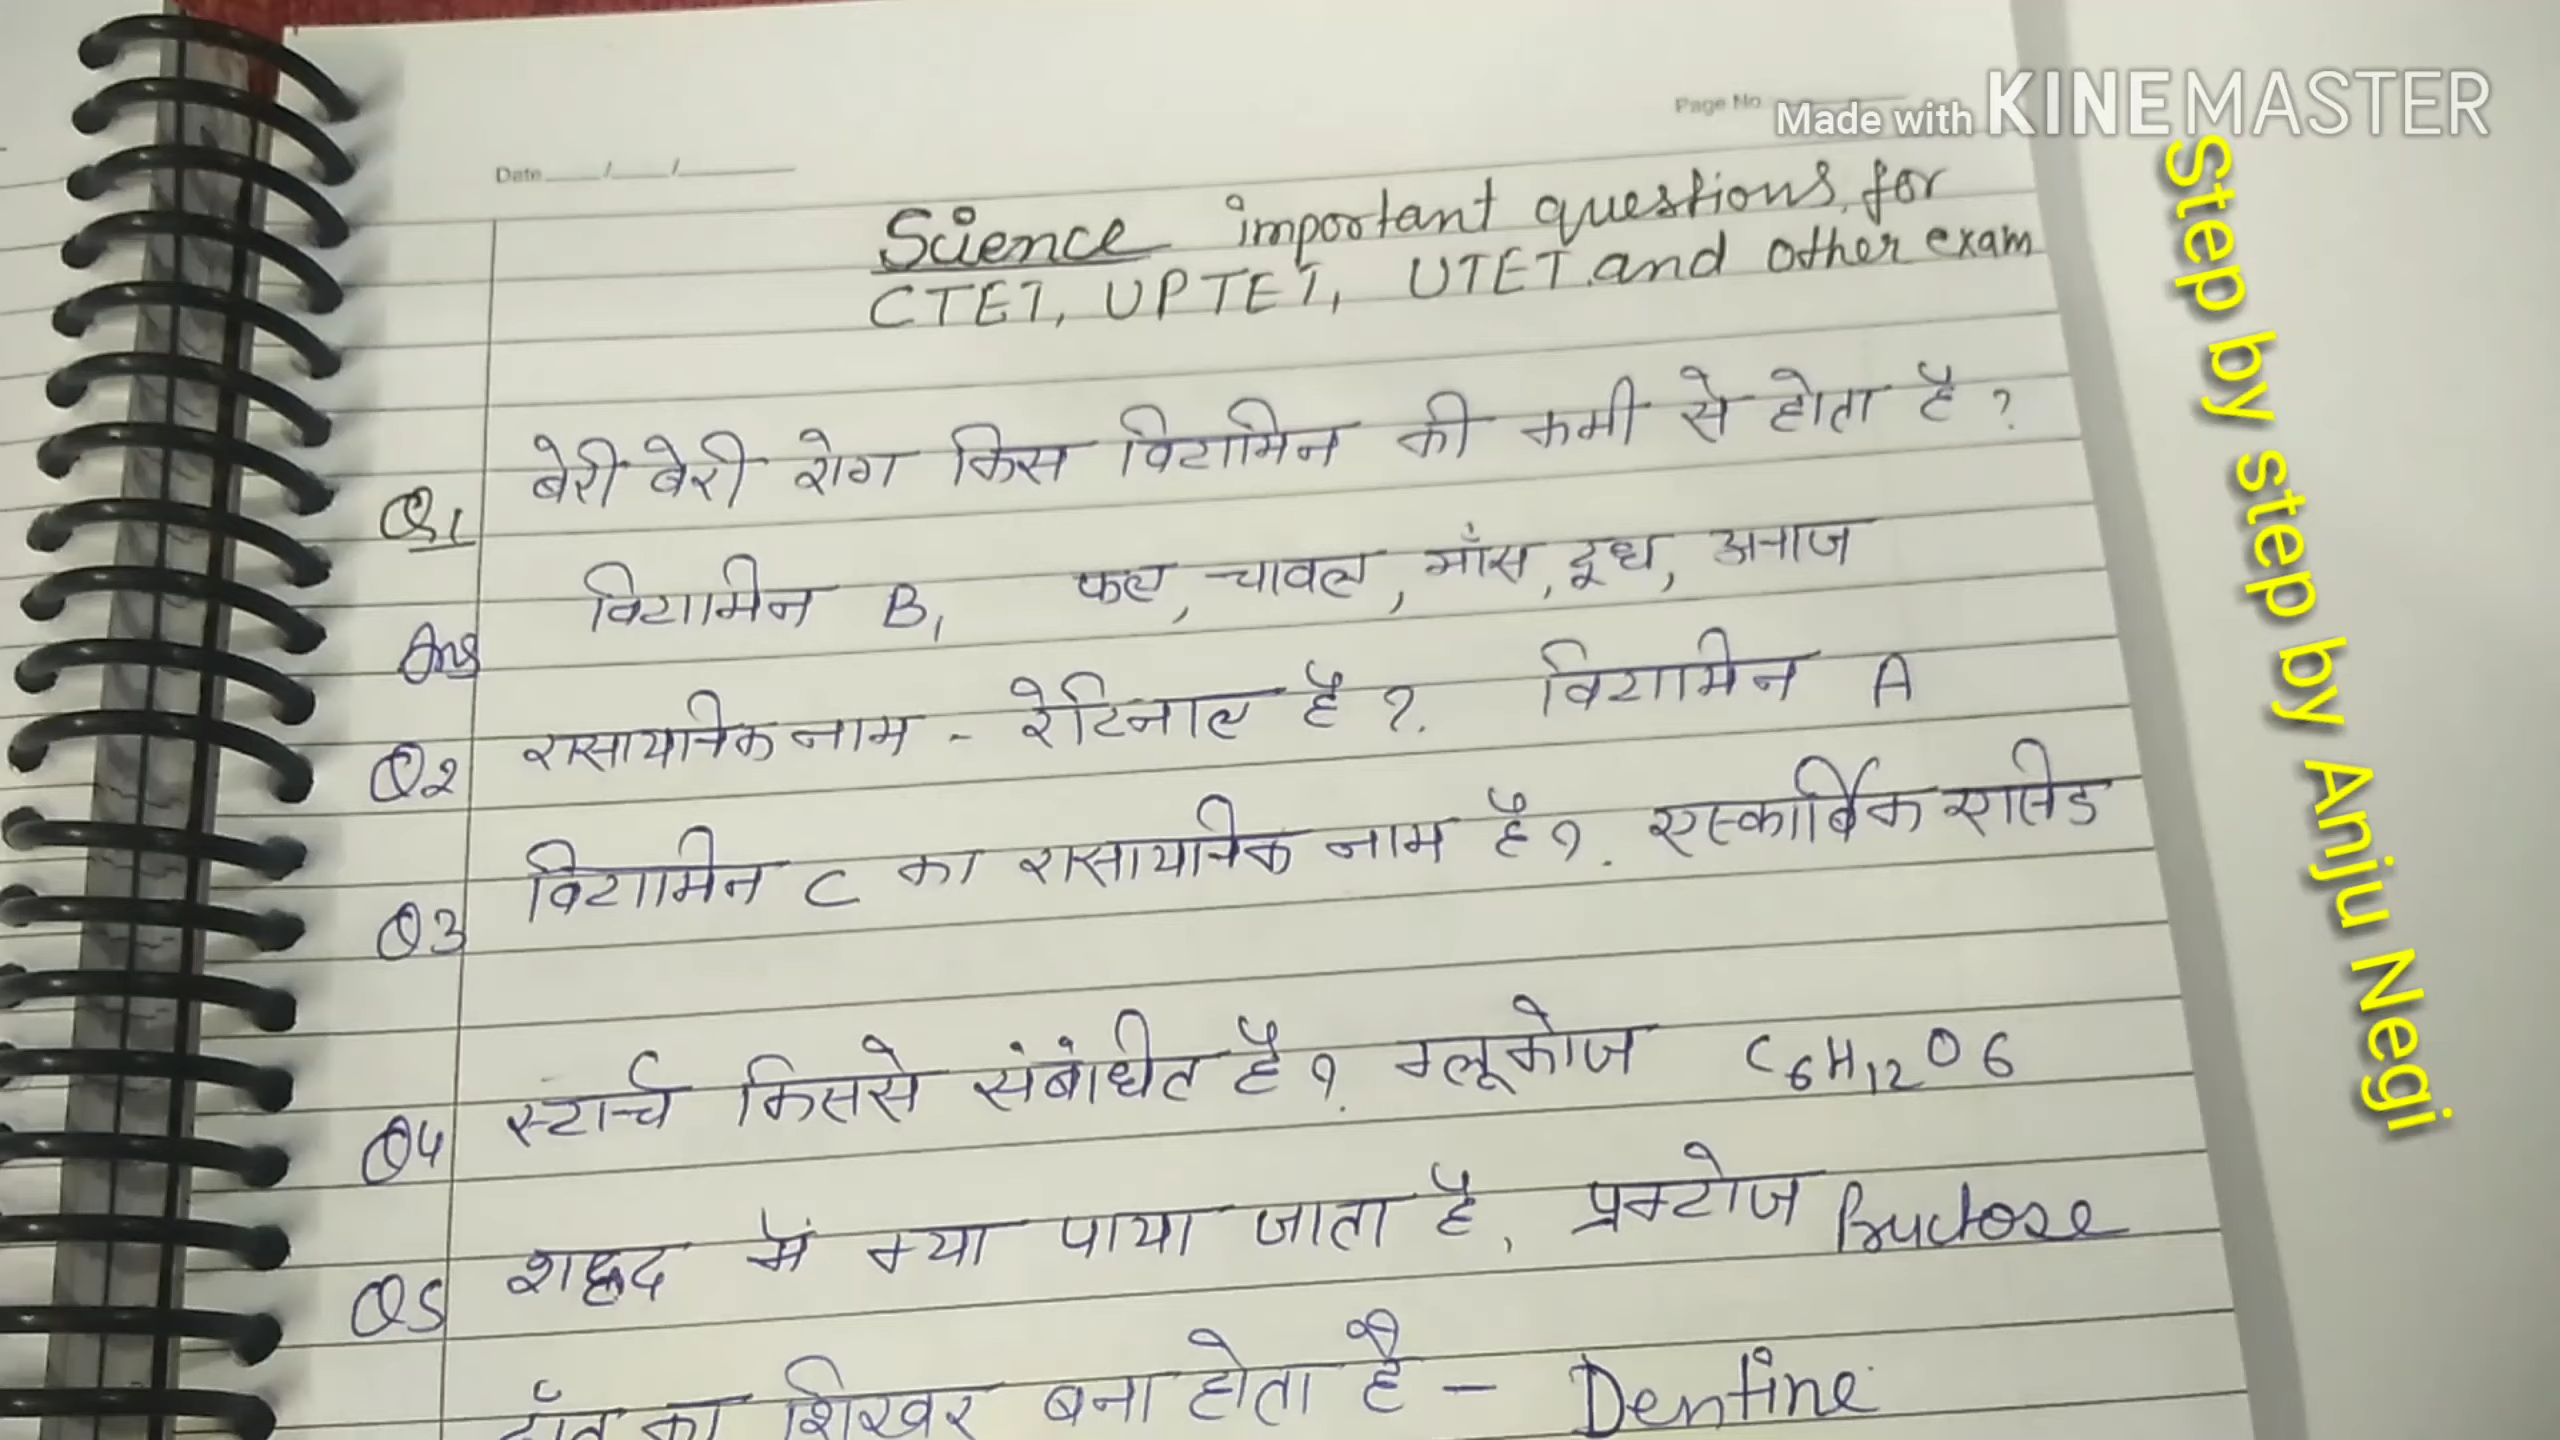 Made with KINEMASTER
Page No.
Date
Science important questions for
CTET, UPTET, UTET and other exam
Q1 बेरी बेरी रोग किस विटामिन की कमी से होता है ?
Ans विटामिन B1 फल, चावल, माँस, दूध, अनाज
Q2 रासायनिक नाम - रेटिनाल है ?. विटामिन A
Q3 विटामिन C का रासायनिक नाम है ?. एस्कार्बिक एसिड
Q4 स्टार्च किससे संबंधित है ? ग्लूकोज C6H12O6
Q5 शहद में क्या पाया जाता है, फ्रक्टोज Fructose
दाँत का शिखर बना होता है - Dentine
Step by step by Anju Negi